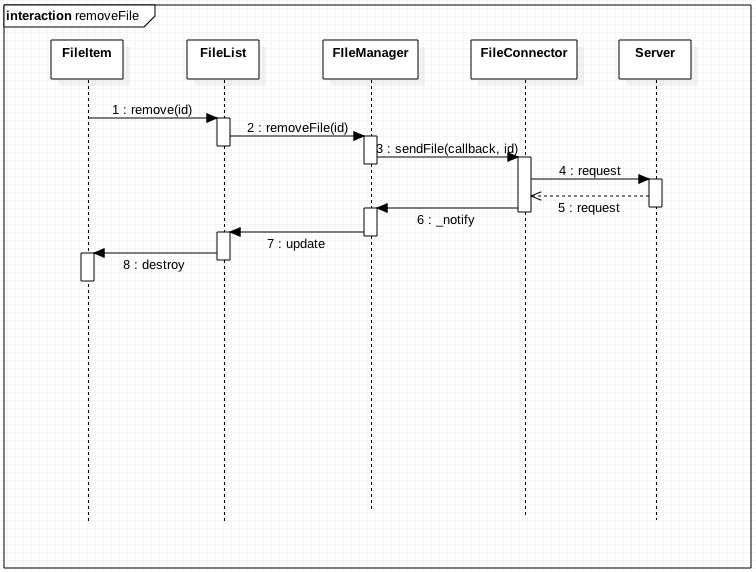 interaction removeFile
FileItem
FileList
FIleManager
FileConnector
Server
1 : remove(id)
2 : removeFile(id)
3 : sendFile(callback, id)
4 : request
5 : request
6 : _notify
7 : update
8 : destroy